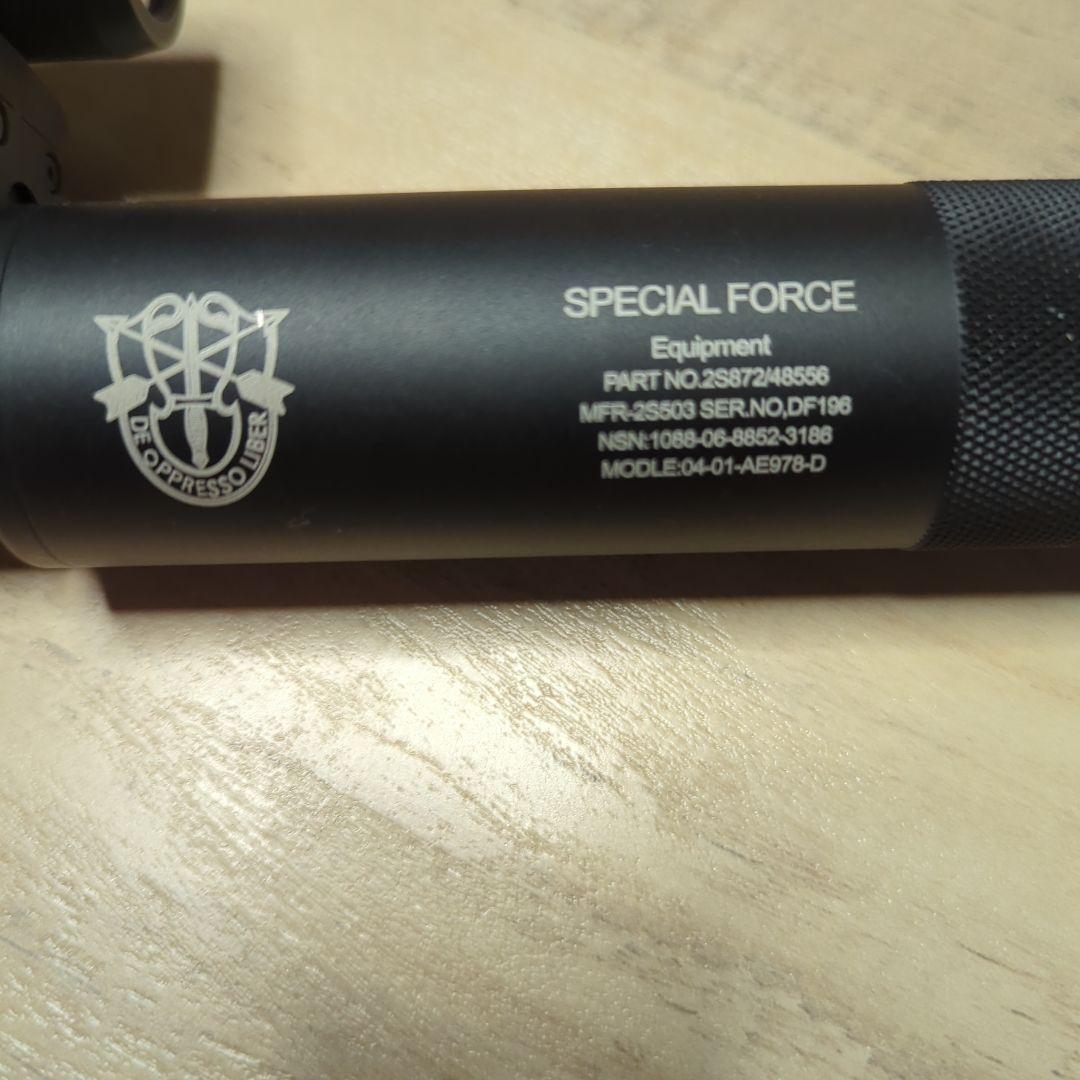 DE OPPRESSO LIBER
SPECIAL FORCE
Equipment
PART NO.2S872/48556
MFR-2S503 SER.NO,DF196
NSN:1088-06-8852-3186
MODLE:04-01-AE978-D